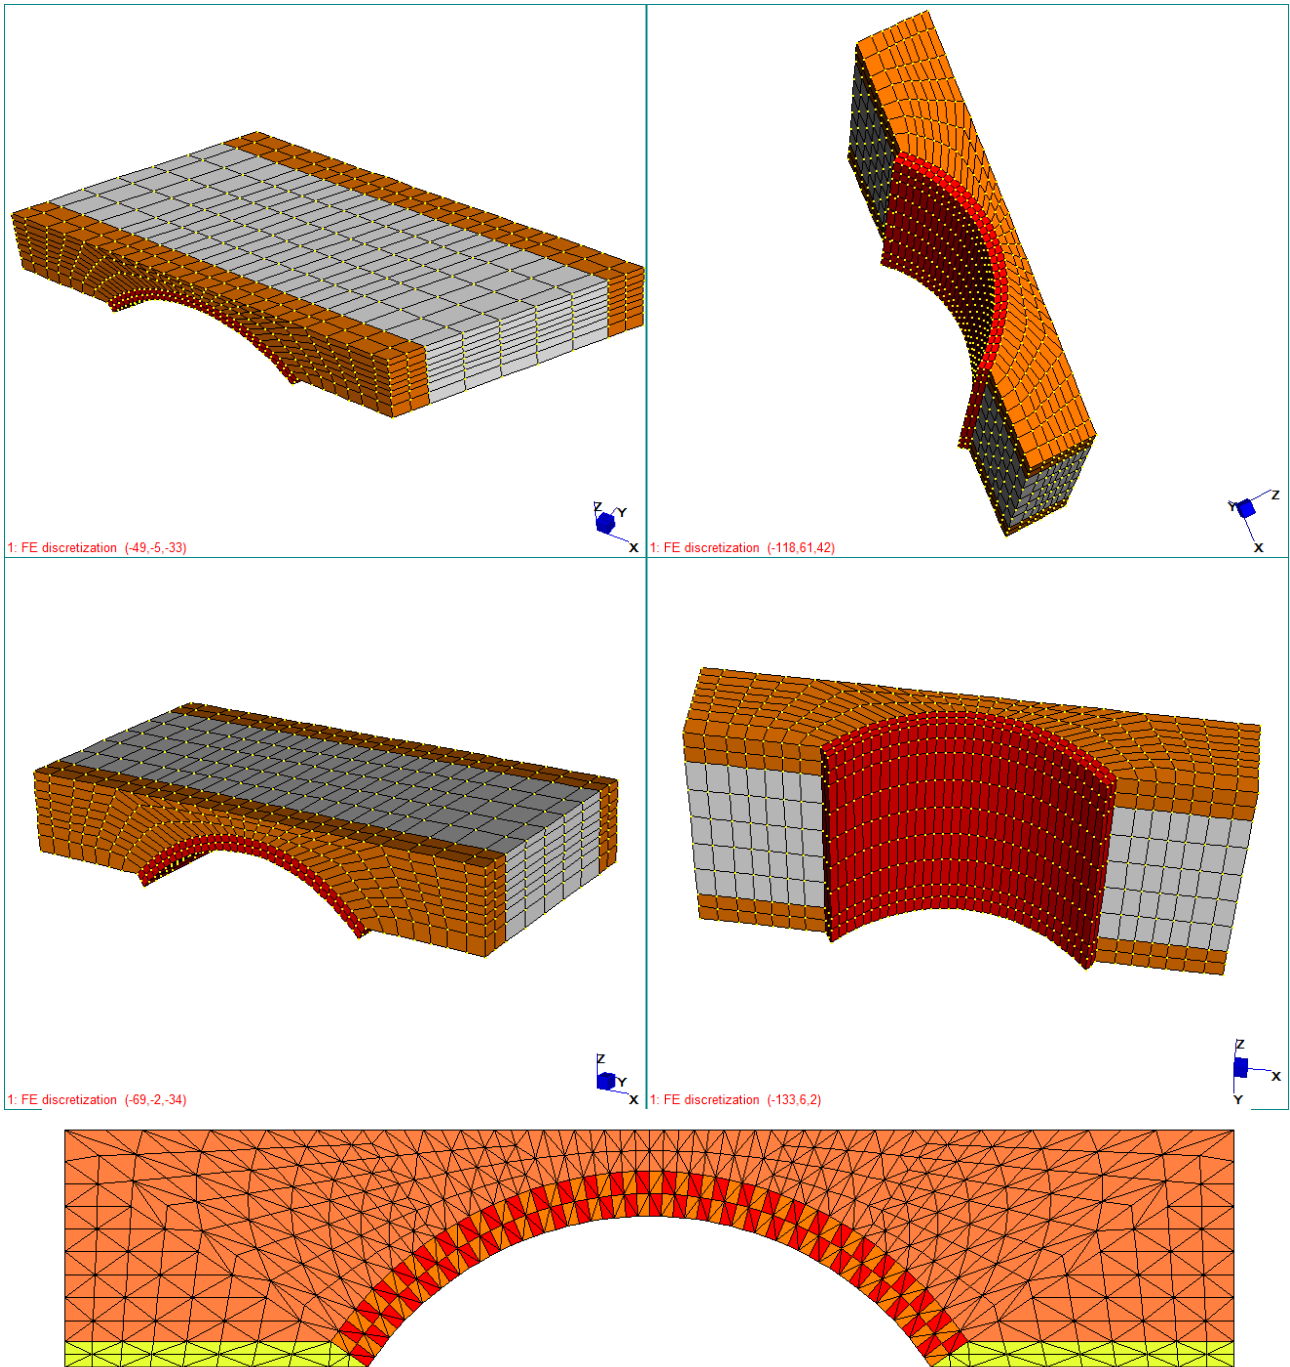 Z
Y
X
1: FE discretization (-49,-5,-33)
Z
Y
X
1: FE discretization (-118,61,42)
Z
Y
X
1: FE discretization (-69,-2,-34)
Z
X
Y
1: FE discretization (-133,6,2)